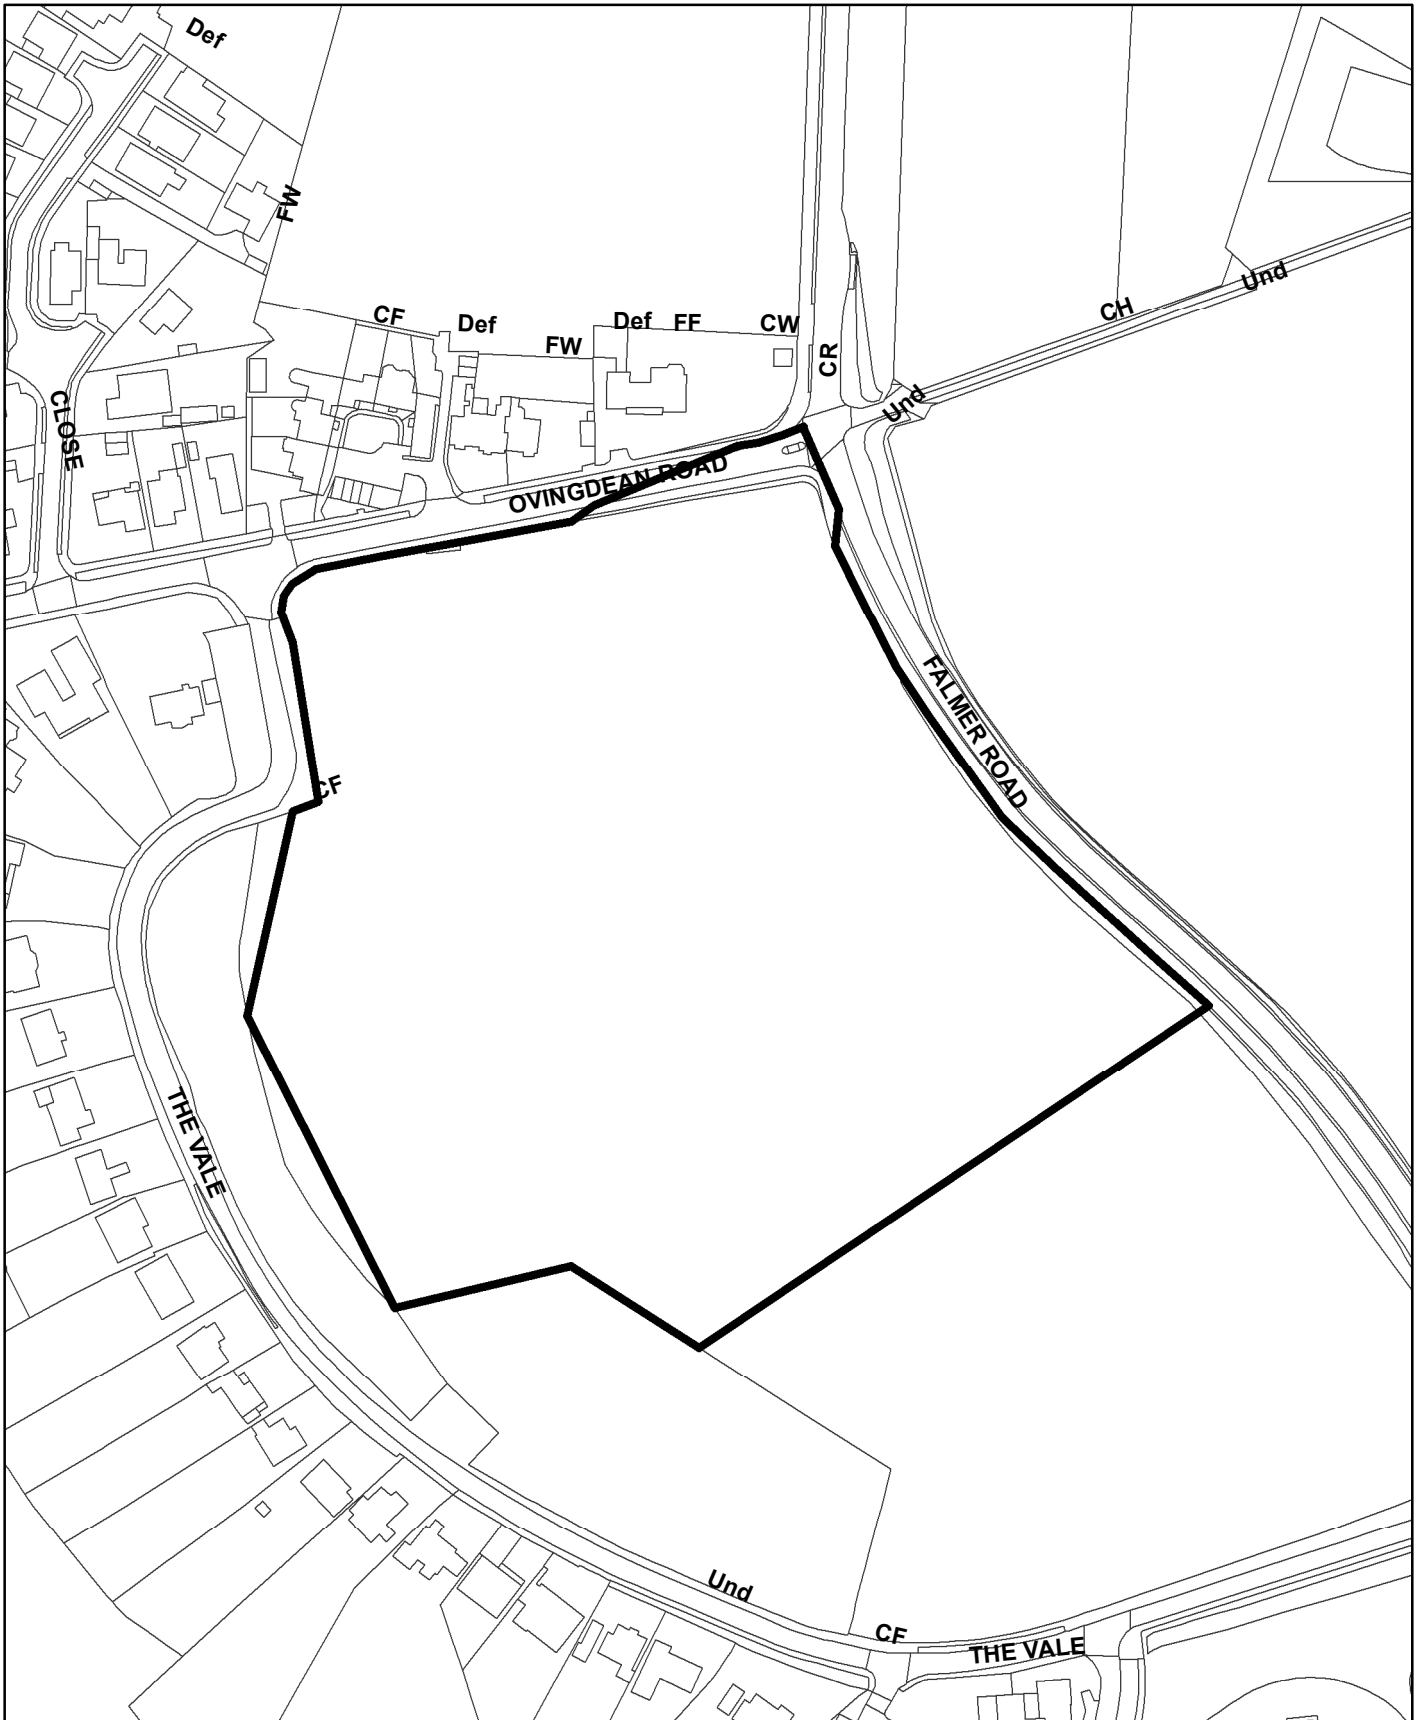 Def
FW
CF
Def
Def
FF
CW
FW
CR
CH
Und
Und
CLOSE
OVINGDEAN ROAD
FALMER ROAD
CF
THE VALE
Und
CF
THE VALE